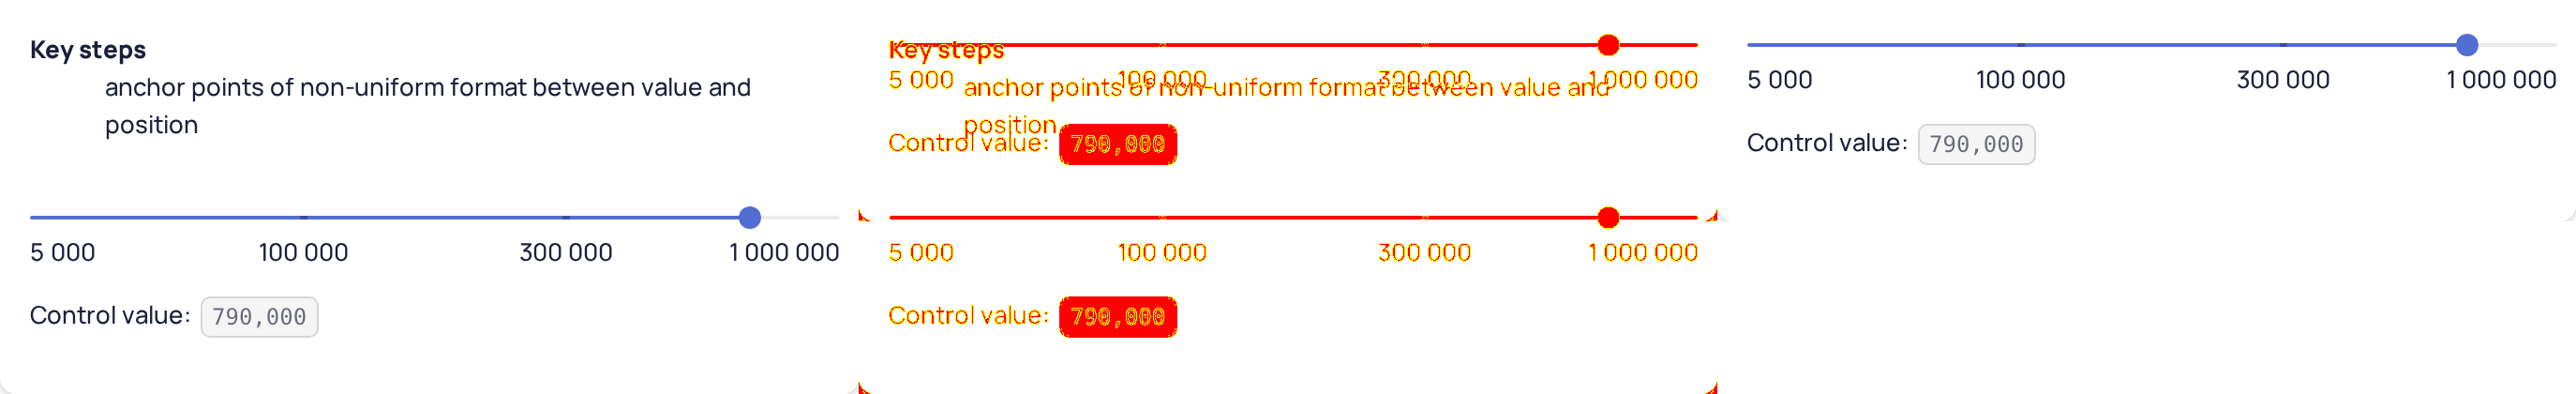 Key steps
anchor points of non-uniform format between value and
position
5 000 100 000 300 000 1 000 000
Control value: 790,000
Key steps
5 000 100 000 300 000 1 000 000
anchor points of non-uniform format between value and
position
Control value: 790,000
5 000 100 000 300 000 1 000 000
Control value: 790,000
5 000 100 000 300 000 1 000 000
Control value: 790,000